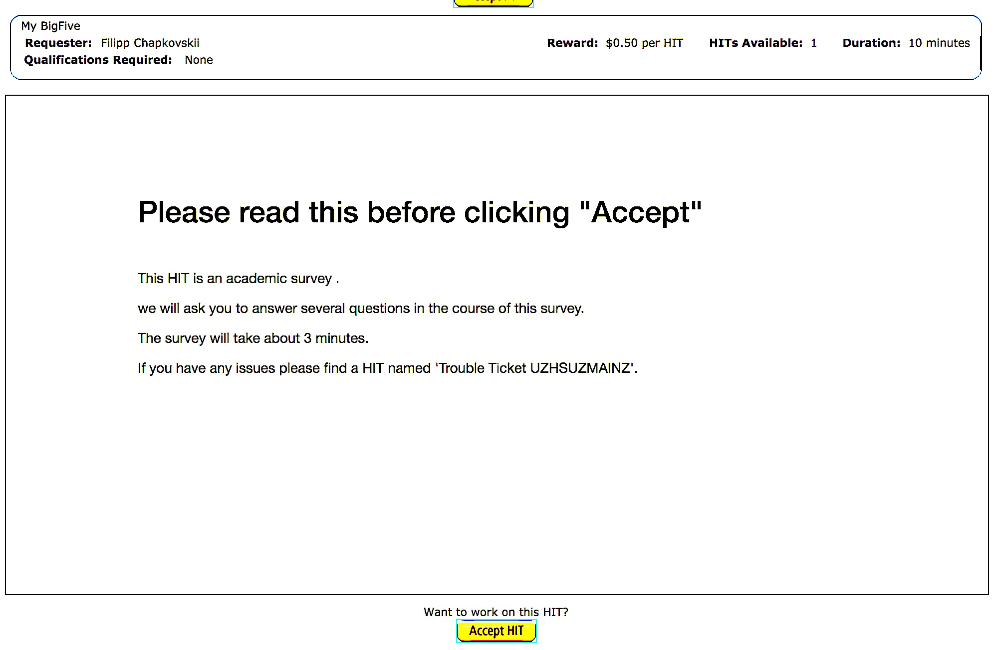 My BigFive
Requester: Filipp Chapkovskii Reward: $0.50 per HIT HITs Available: 1 Duration: 10 minutes
Qualifications Required: None
Please read this before clicking "Accept"
This HIT is an academic survey .
we will ask you to answer several questions in the course of this survey.
The survey will take about 3 minutes.
If you have any issues please find a HIT named 'Trouble Ticket UZHSUZMAINZ'.
Want to work on this HIT?
Accept HIT